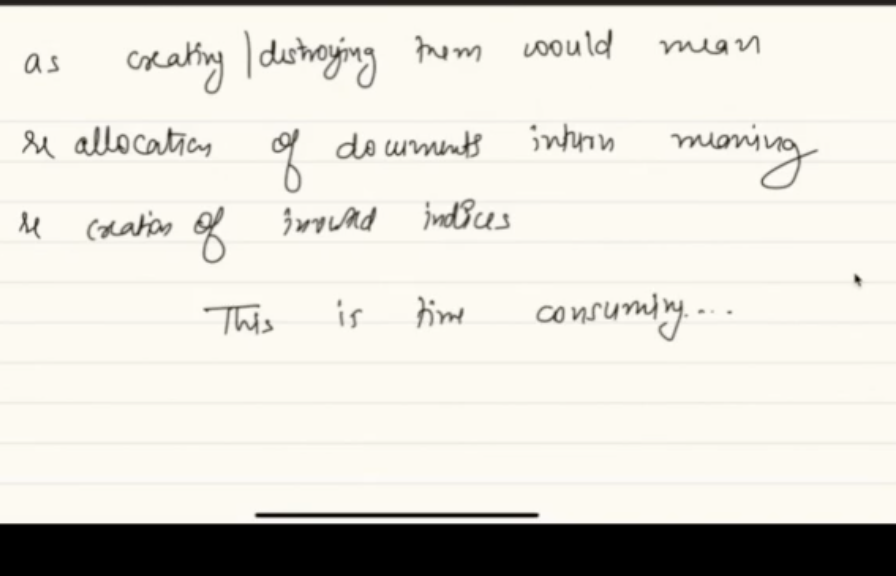 as creating | distroying them would mean
re allocation of documents inturn meaning
re creation of inverted indices
This is time consuming....